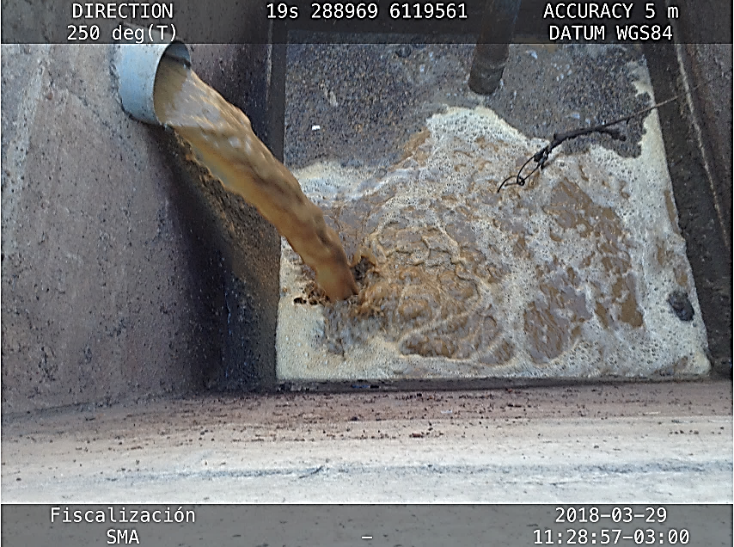 DIRECTION
250 deg(T)
19s 288969 6119561
ACCURACY 5 m
DATUM WGS84
Fiscalización
SMA
2018-03-29
11:28:57-03:00